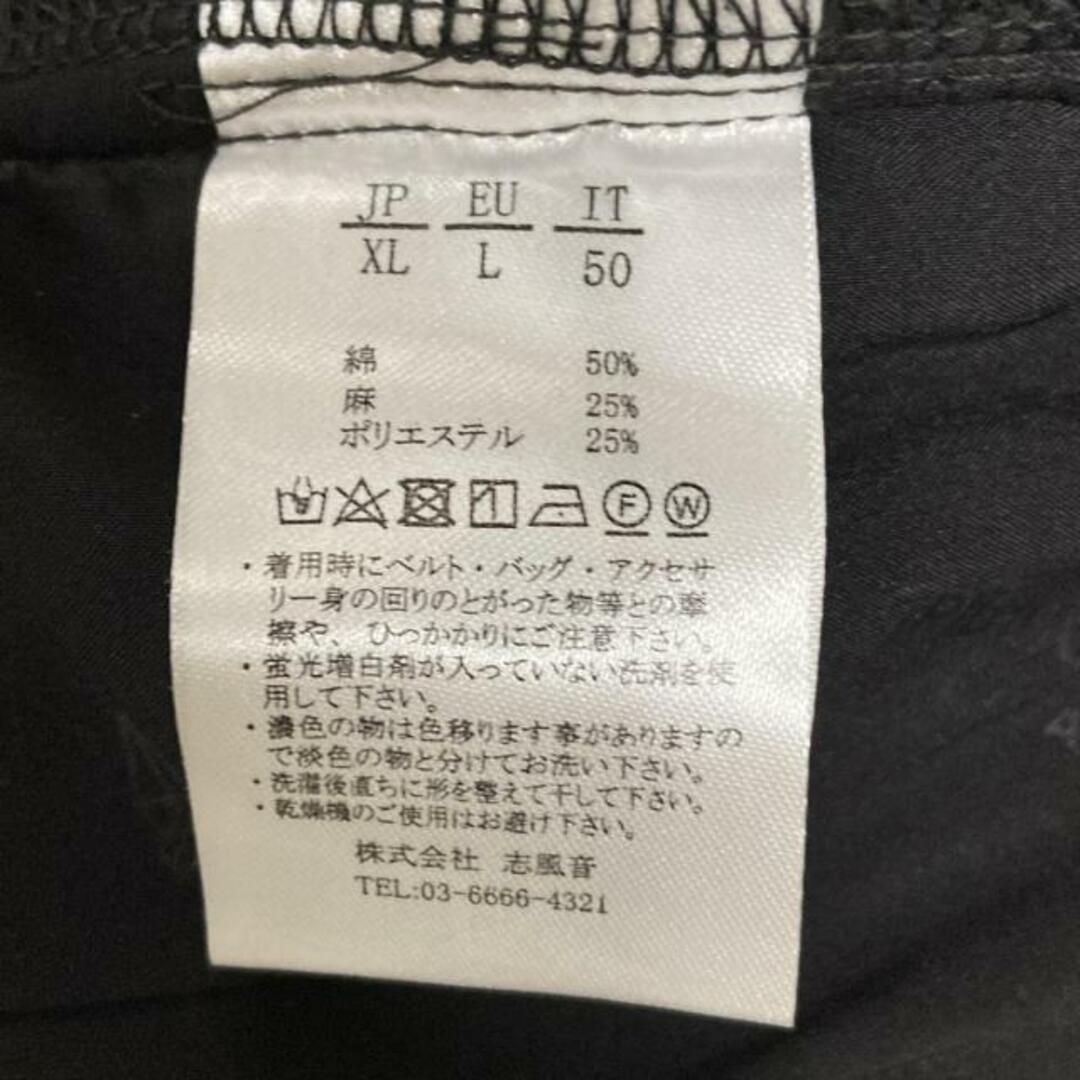 JP EU IT
XL L 50
綿 50%
麻 25%
ポリエステル 25%
F W
・着用時にベルト・バッグ・アクセサ
リー身の回りのとがった物等との摩
擦や、ひっかかりにご注意下さい。
・蛍光増白剤が入っていない洗剤を使
用して下さい。
・濃色の物は色移ります事がありますの
で淡色の物と分けてお洗い下さい。
・洗濯後直ちに形を整えて干して下さい。
・乾燥機のご使用はお避け下さい。
株式会社 志風音
TEL:03-6666-4321